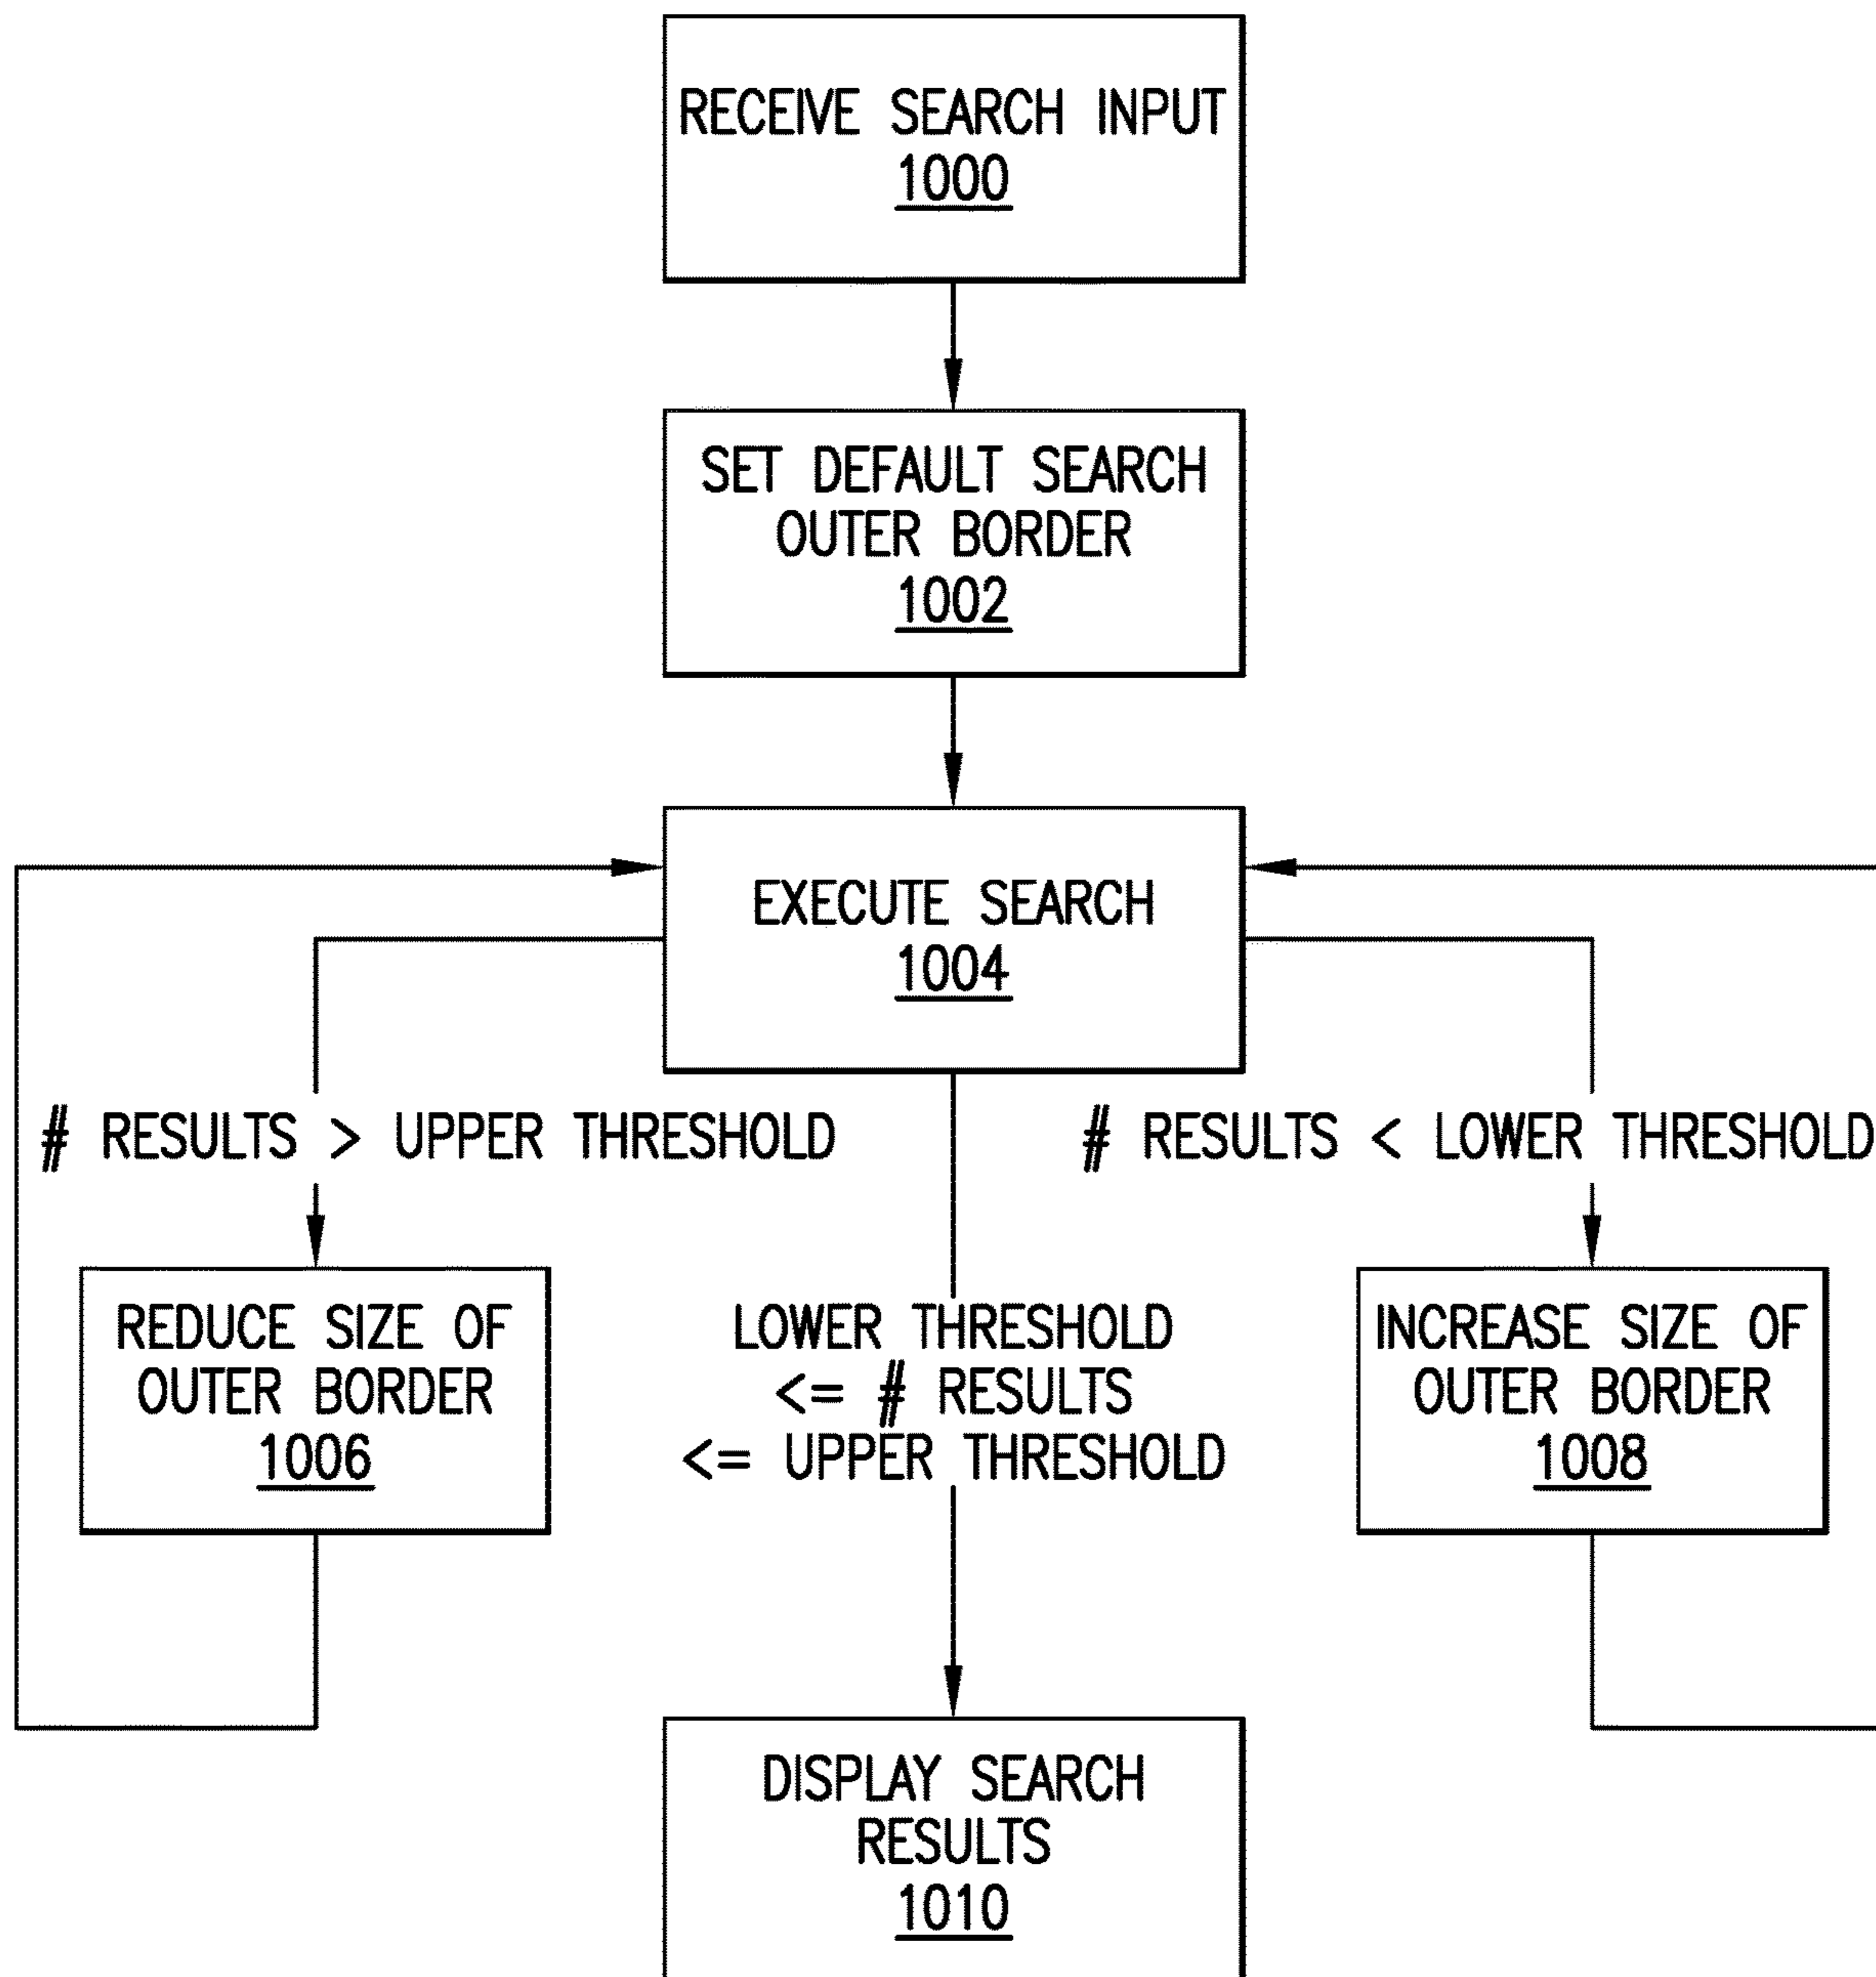 RECEIVE SEARCH INPUT
1000
SET DEFAULT SEARCH
OUTER BORDER
1002
EXECUTE SEARCH
1004
# RESULTS > UPPER THRESHOLD
# RESULTS < LOWER THRESHOLD
REDUCE SIZE OF
OUTER BORDER
1006
LOWER THRESHOLD
<= # RESULTS
<= UPPER THRESHOLD
INCREASE SIZE OF
OUTER BORDER
1008
DISPLAY SEARCH
RESULTS
1010